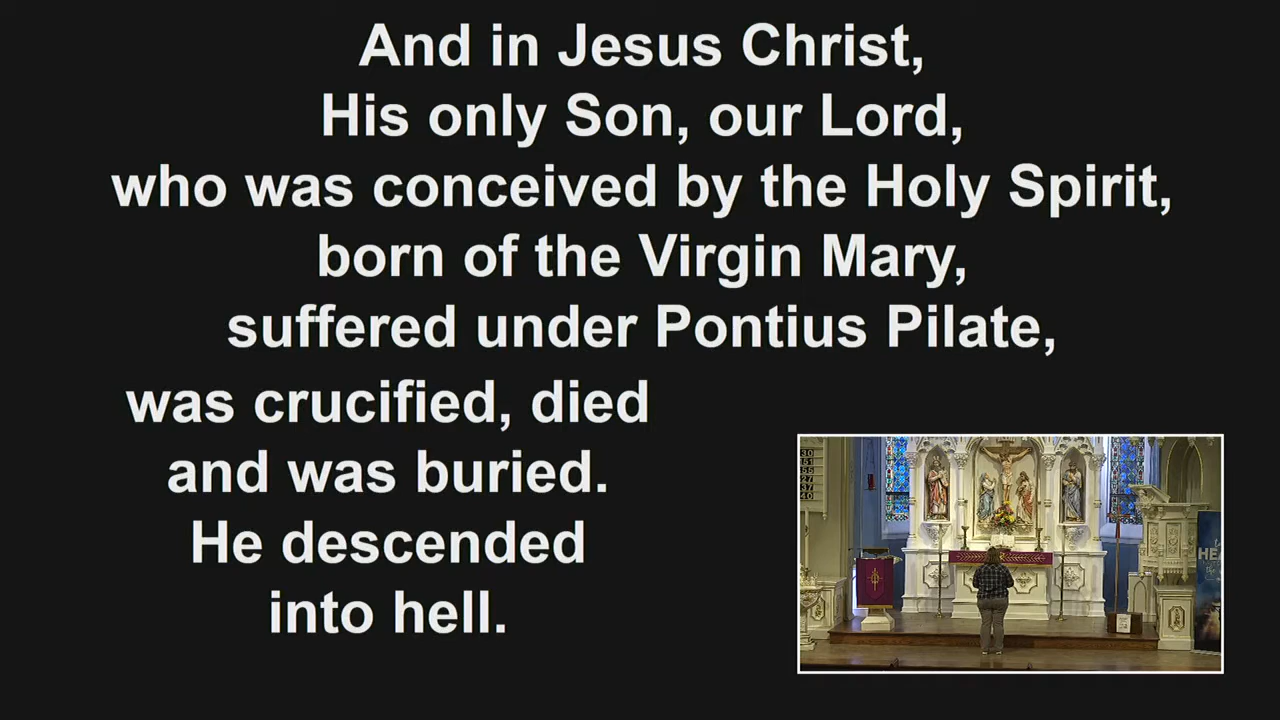 And in Jesus Christ,
His only Son, our Lord,
who was conceived by the Holy Spirit,
born of the Virgin Mary,
suffered under Pontius Pilate,
was crucified, died
and was buried.
He descended
into hell.
HE